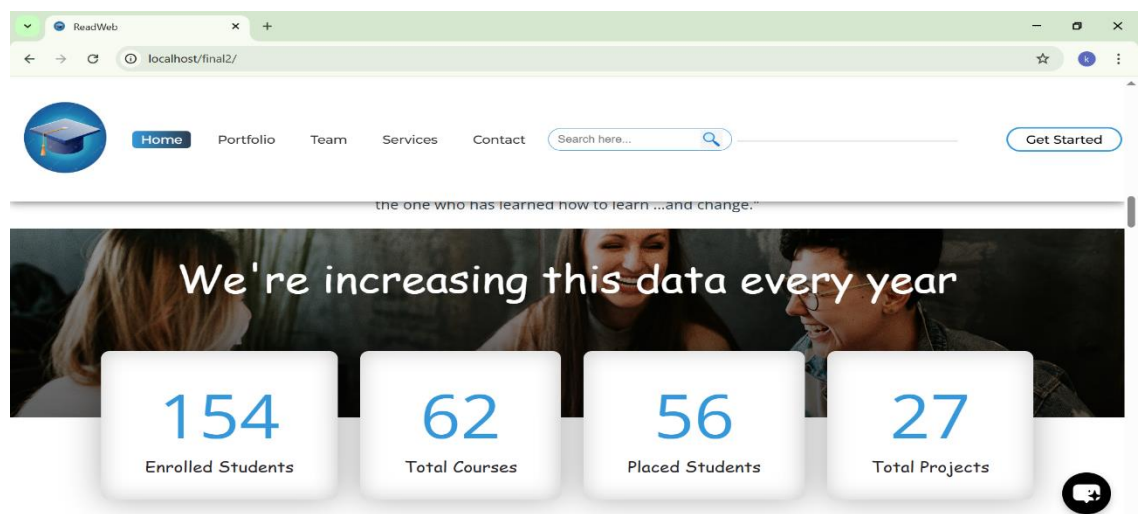 ReadWeb
localhost/final2/
k
Home Portfolio Team Services Contact Search here... Get Started
the one who has learned how to learn ...and change."
We're increasing this data every year
154 62 56 27
Enrolled Students Total Courses Placed Students Total Projects